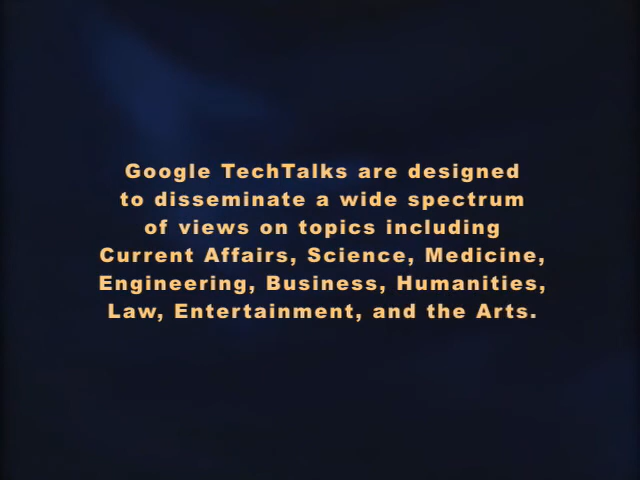 Google TechTalks are designed
to disseminate a wide spectrum
of views on topics including
Current Affairs, Science, Medicine,
Engineering, Business, Humanities,
Law, Entertainment, and the Arts.